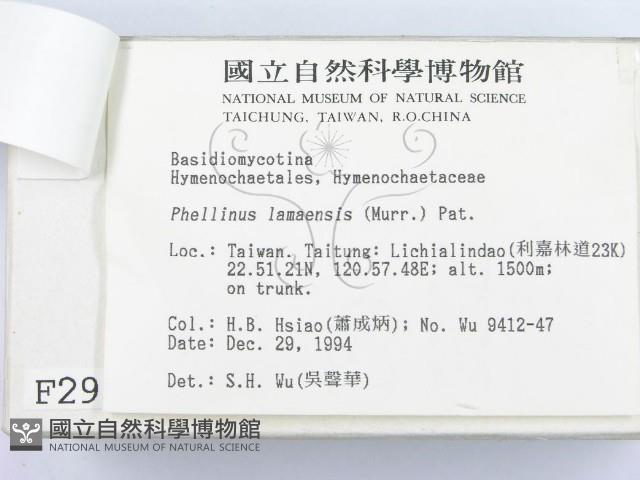 國立自然科學博物館
NATIONAL MUSEUM OF NATURAL SCIENCE
TAICHUNG, TAIWAN, R.O.CHINA
Basidiomycotina
Hymenochaetales, Hymenochaetaceae
Phellinus lamaensis (Murr.) Pat.
Loc.: Taiwan. Taitung: Lichialindao(利嘉林道23K)
22.51.21N, 120.57.48E; alt. 1500m;
on trunk.
Col.: H.B. Hsiao(蕭成炳); No. Wu 9412-47
Date: Dec. 29, 1994
Det.: S.H. Wu(吳聲華)
F29
國立自然科學博物館
NATIONAL MUSEUM OF NATURAL SCIENCE